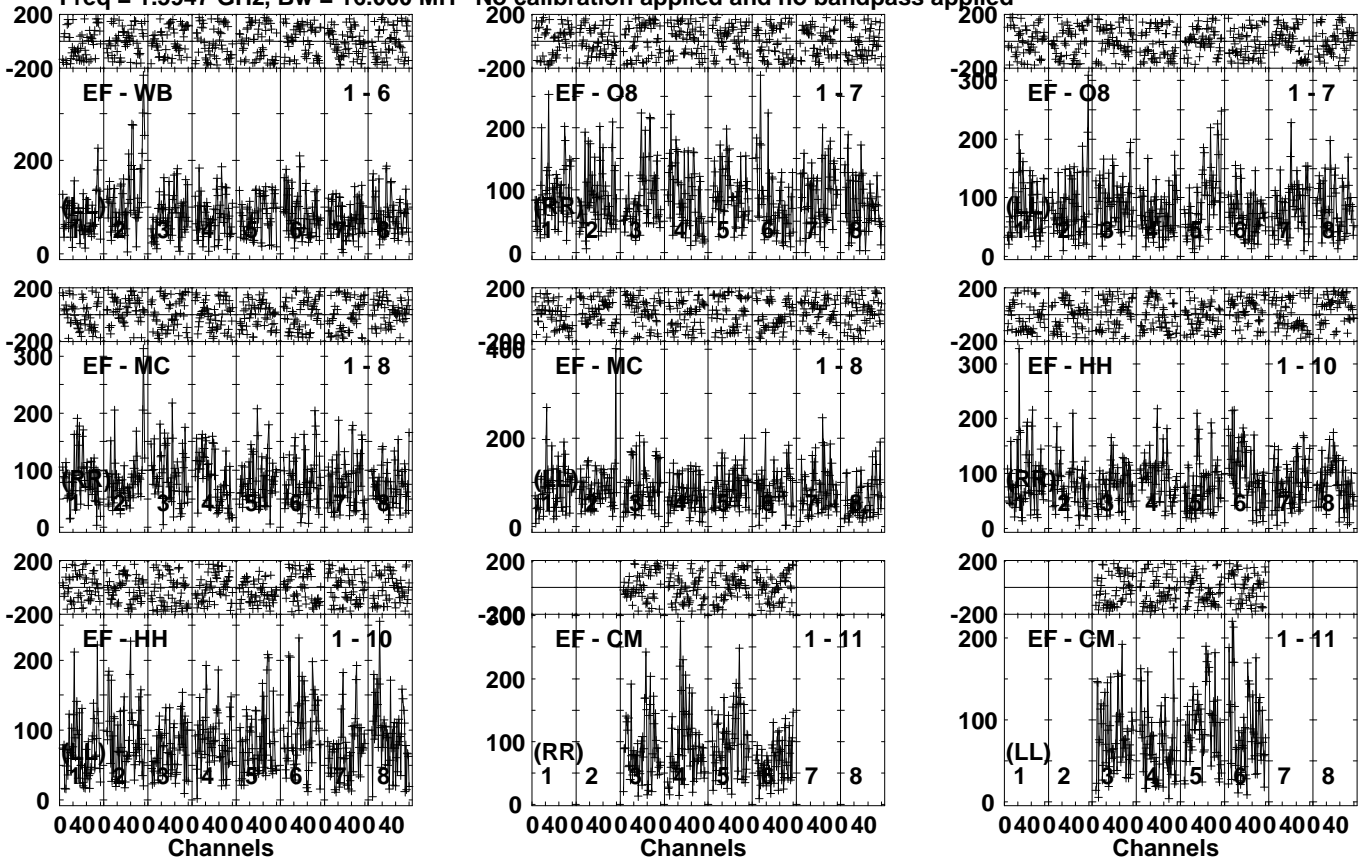 Freq = 1.5947 GHz, Bw = 16.000 MH No calibration applied and no bandpass applied
200 200 200
-200 -200
EF - WB 1 - 6 EF - O8 1 - 7 300 EF - O8 1 - 7
200 200 200
(LL) 100 (RR) 100 (LL)
1 2 3 4 5 6 7 8 1 2 3 4 5 6 7 8 1 2 3 4 5 6 7 8
0 0 0
200 200 200
-200 -200 -200
300 EF - MC 1 - 8 400 EF - MC 1 - 8 300 EF - HH 1 - 10
200 200 200
100 (RR) (LL) 100 (RR)
1 2 3 4 5 6 7 8 1 2 3 4 5 6 7 8 1 2 3 4 5 6 7 8
0 0 0
200 200 200
-200 -200 -200
EF - HH 1 - 10 300 EF - CM 1 - 11 EF - CM 1 - 11
200 200 200
100 (LL) 100 (RR) 100 (LL)
1 2 3 4 5 6 7 8 1 2 3 4 5 6 7 8 1 2 3 4 5 6 7 8
0 0 0
0 40 0 40 0 40 0 40 0 40 0 40 0 40 0 40 0 40 0 40 0 40 0 40 0 40 0 40 0 40 0 40 0 40 0 40 0 40 0 40 0 40 0 40 0 40 0 40
Channels Channels Channels